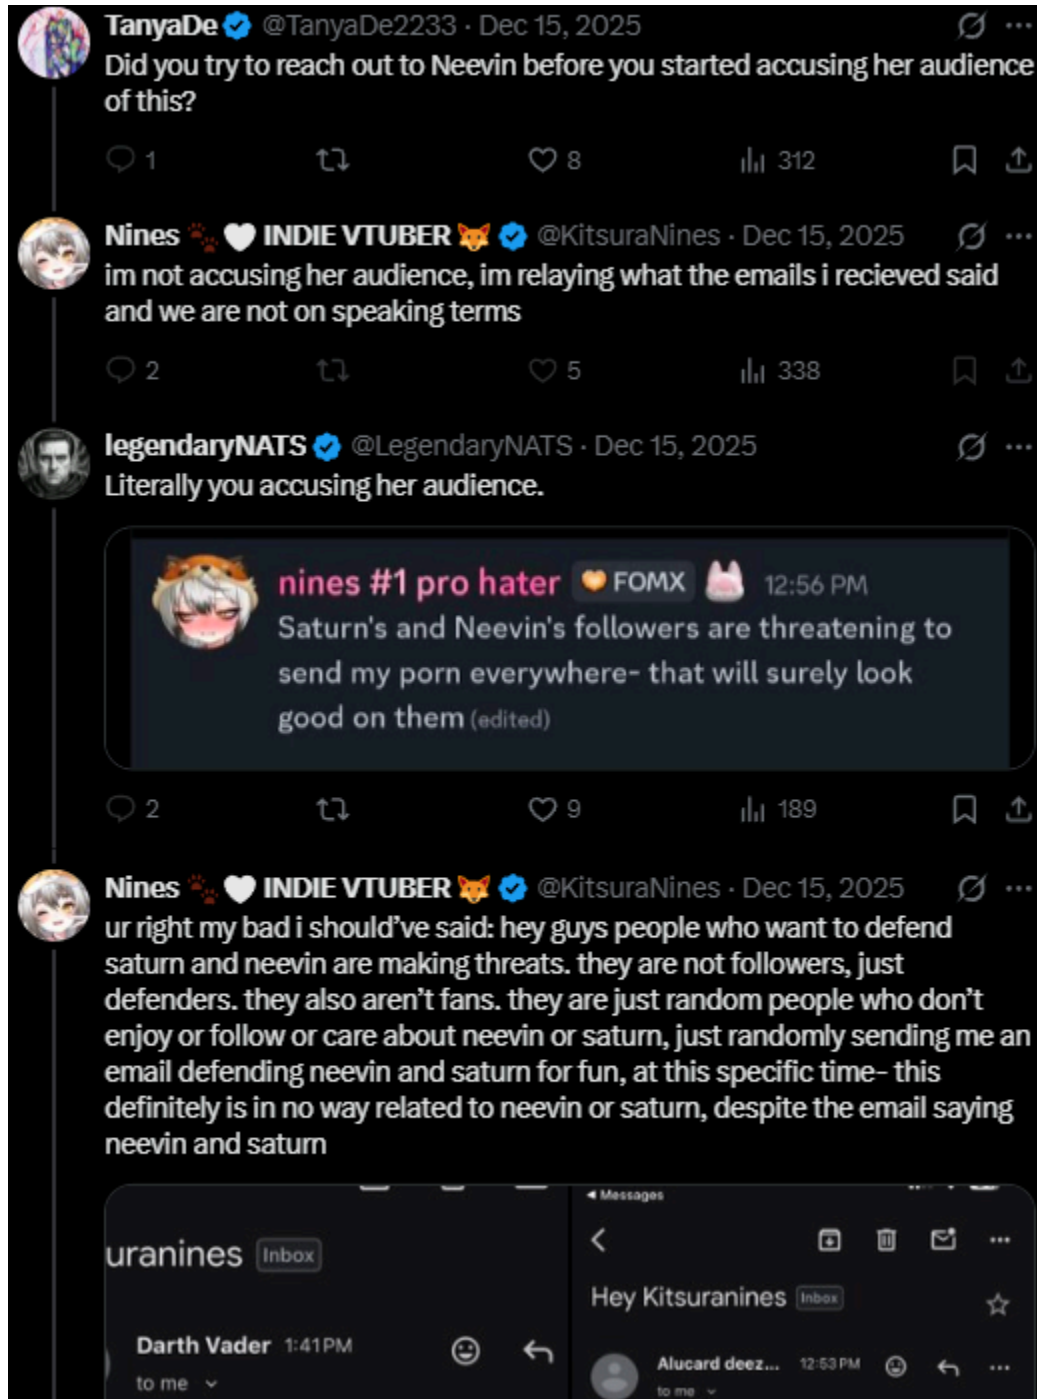 TanyaDe @TanyaDe2233 · Dec 15, 2025
Did you try to reach out to Neevin before you started accusing her audience
of this?
1 8 312
Nines 🐾🤍 INDIE VTUBER 🦊 @KitsuraNines · Dec 15, 2025
im not accusing her audience, im relaying what the emails i recieved said
and we are not on speaking terms
2 5 338
legendaryNATS @LegendaryNATS · Dec 15, 2025
Literally you accusing her audience.
nines #1 pro hater 🧡 FOMX 12:56 PM
Saturn's and Neevin's followers are threatening to
send my porn everywhere- that will surely look
good on them (edited)
2 9 189
Nines 🐾🤍 INDIE VTUBER 🦊 @KitsuraNines · Dec 15, 2025
ur right my bad i should've said: hey guys people who want to defend
saturn and neevin are making threats. they are not followers, just
defenders. they also aren't fans. they are just random people who don't
enjoy or follow or care about neevin or saturn, just randomly sending me an
email defending neevin and saturn for fun, at this specific time- this
definitely is in no way related to neevin or saturn, despite the email saying
neevin and saturn
uranines Inbox
Darth Vader 1:41 PM
to me
Messages
Hey Kitsuranines Inbox
Alucard deez... 12:53 PM
to me